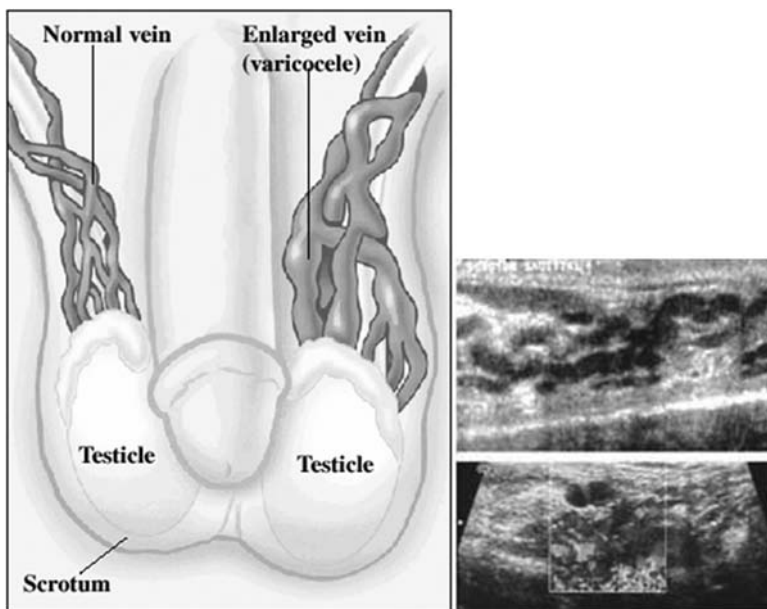 Normal vein
Enlarged vein
(varicocele)
Testicle
Testicle
Scrotum